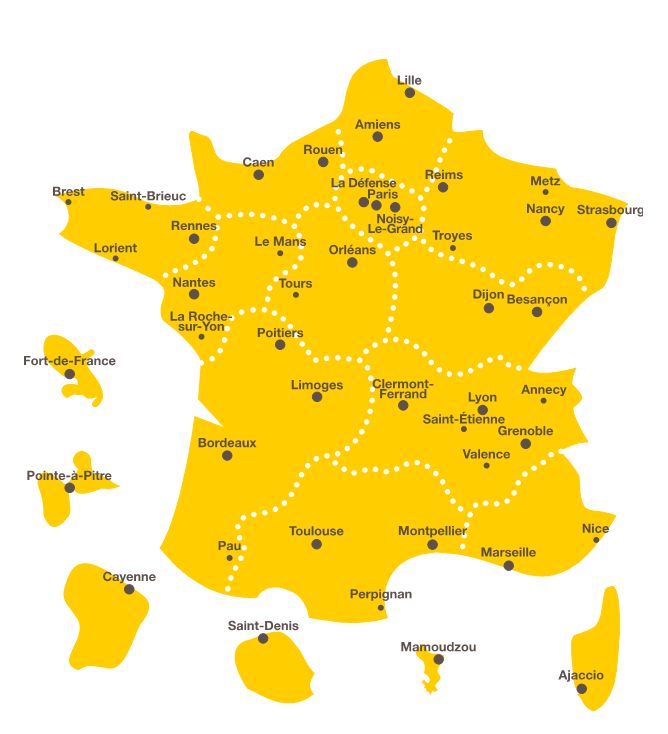 Lille
Amiens
Rouen
Caen
La Défense
Paris
Noisy-
Le-Grand
Reims
Metz
Nancy
Strasbourg
Brest
Saint-Brieuc
Rennes
Lorient
Le Mans
Orléans
Troyes
Nantes
Tours
Dijon
Besançon
La Roche-
sur-Yon
Poitiers
Fort-de-France
Limoges
Clermont-
Ferrand
Lyon
Annecy
Saint-Étienne
Grenoble
Bordeaux
Valence
Pointe-à-Pitre
Toulouse
Montpellier
Nice
Pau
Marseille
Cayenne
Perpignan
Saint-Denis
Mamoudzou
Ajaccio